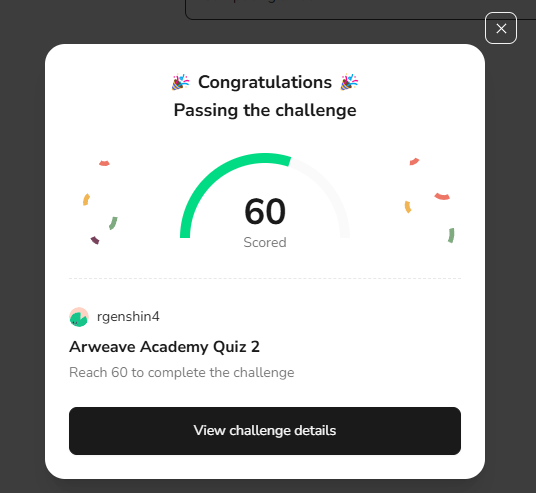 Congratulations
Passing the challenge
60
Scored
rgenshin4
Arweave Academy Quiz 2
Reach 60 to complete the challenge
View challenge details